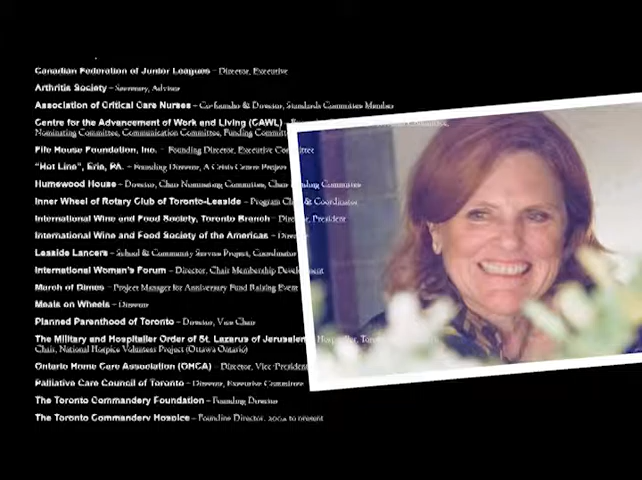 Canadian Federation of Junior Leagues – Director, Executive
Arthritis Society – Secretary, Advisor
Association of Critical Care Nurses – Co-founder & Director, Standards Committee Member
Centre for the Advancement of Work and Living (CAWL) –
Nominating Committee, Communication Committee, Funding Committee
Fife House Foundation, Inc. – Founding Director, Executive Committee
"Hot Line", Erie, PA. – Founding Director, A Crisis Centre Project
Humewood House – Director, Chair Nominating Committee, Chair Funding Committee
Inner Wheel of Rotary Club of Toronto-Leaside – Program Chair & Coordinator
International Wine and Food Society, Toronto Branch – Director, President
International Wine and Food Society of the Americas – Director
Leaside Lancers – School & Community Service Project, Coordinator
International Woman's Forum – Director, Chair Membership Development
March of Dimes – Project Manager for Anniversary Fund Raising Event
Meals on Wheels – Director
Planned Parenthood of Toronto – Director, Vice Chair
The Military and Hospitaller Order of St. Lazarus of Jerusalem – Hospitaller,
Chair, National Hospice Volunteers Project (Ottawa Ontario)
Ontario Home Care Association (OHCA) – Director, Vice-President
Palliative Care Council of Toronto – Director, Executive Committee
The Toronto Commandery Foundation – Founding Director
The Toronto Commandery Hospice – Founding Director, 2004 to present